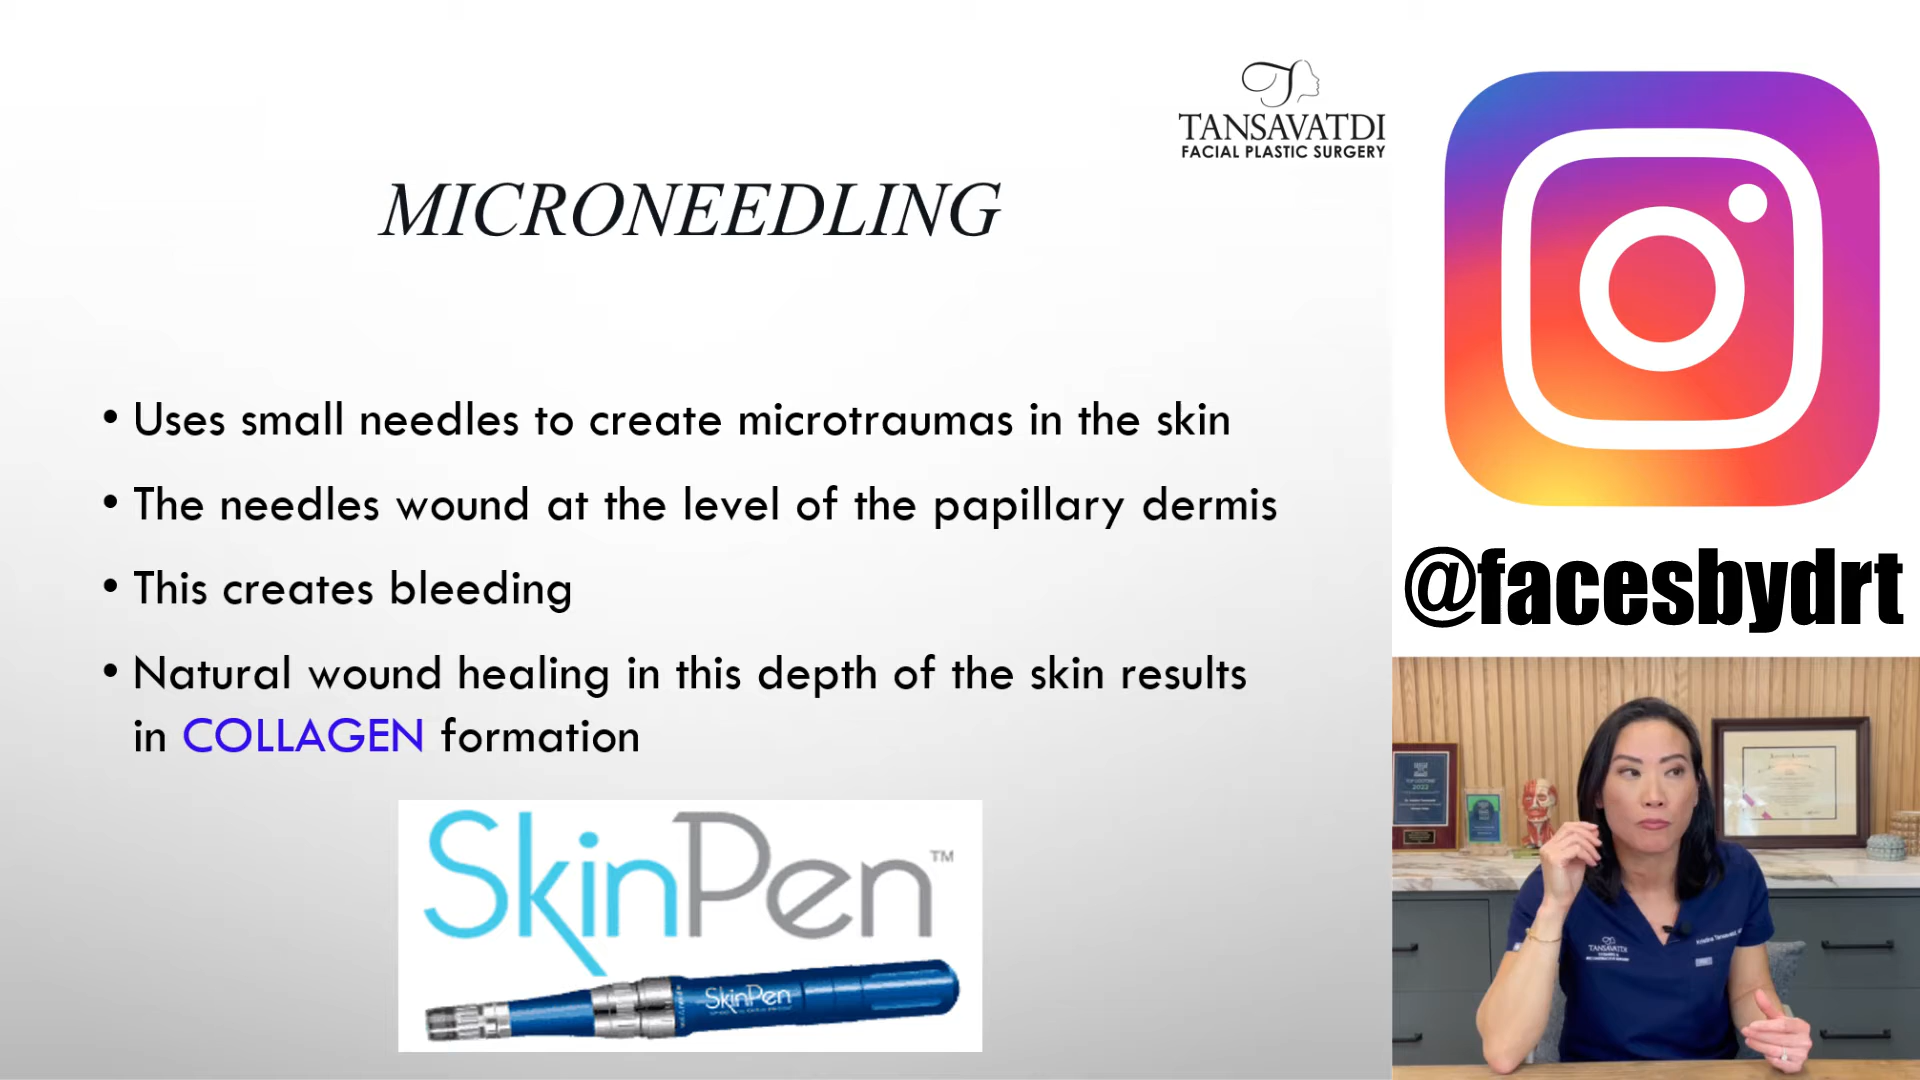 TANSAVATDI
FACIAL PLASTIC SURGERY
MICRONEEDLING
• Uses small needles to create microtraumas in the skin
• The needles wound at the level of the papillary dermis
• This creates bleeding
• Natural wound healing in this depth of the skin results
in COLLAGEN formation
SkinPen™
SkinPen
@facesbydrt
2022
TANSAVATDI